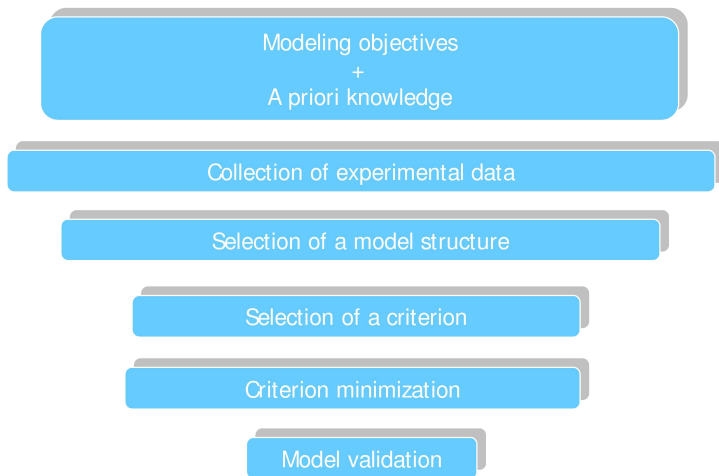 Modeling objectives
+
A priori knowledge
Collection of experimental data
Selection of a model structure
Selection of a criterion
Criterion minimization
Model validation